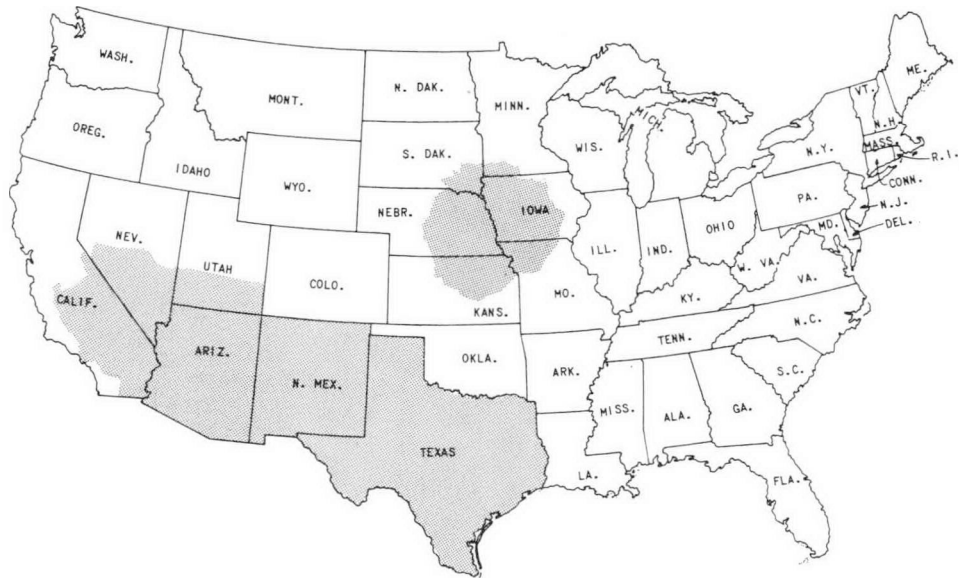 WASH.
OREG.
IDAHO
MONT.
WYO.
N. DAK.
S. DAK.
NEBR.
MINN.
WIS.
MICH.
IOWA
NEV.
UTAH
COLO.
KANS.
CALIF.
ARIZ.
N. MEX.
TEXAS
OKLA.
MO.
ARK.
LA.
ILL.
IND.
OHIO
KY.
TENN.
MISS.
ALA.
GA.
FLA.
S.C.
N.C.
VA.
W. VA.
PA.
N.Y.
VT.
N.H.
ME.
MASS.
R.I.
CONN.
N.J.
DEL.
MD.